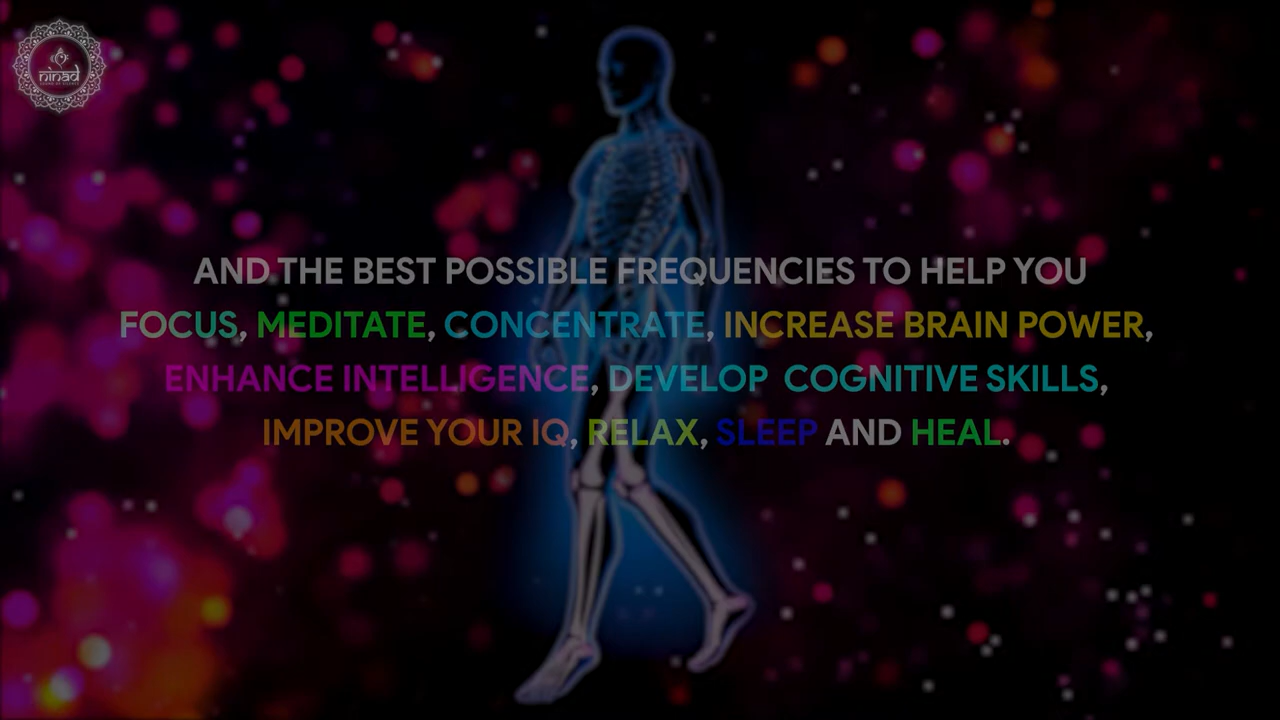 ninad
AND THE BEST POSSIBLE FREQUENCIES TO HELP YOU
FOCUS, MEDITATE, CONCENTRATE, INCREASE BRAIN POWER,
ENHANCE INTELLIGENCE, DEVELOP COGNITIVE SKILLS,
IMPROVE YOUR IQ, RELAX, SLEEP AND HEAL.